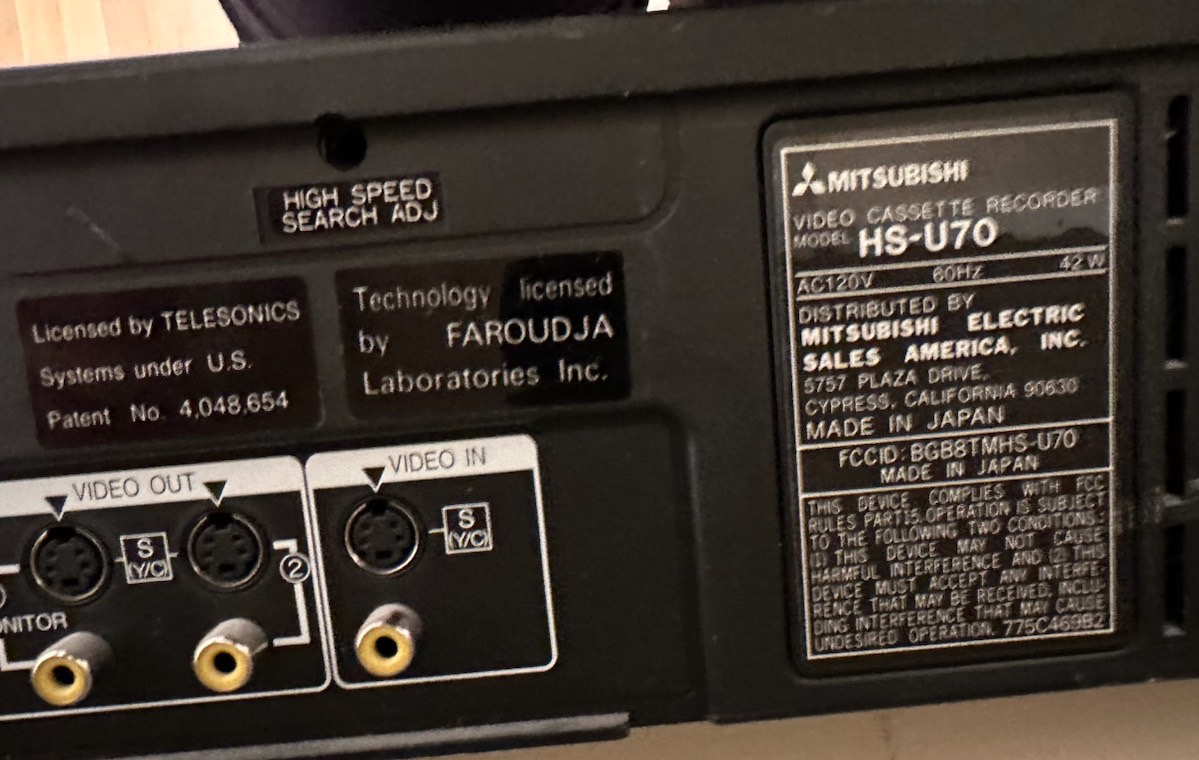 HIGH SPEED
SEARCH ADJ
Licensed by TELESONICS
Systems under U.S.
Patent No. 4,048,654
Technology licensed
by FAROUDJA
Laboratories Inc.
VIDEO OUT
S
(Y/C)
②
MONITOR
VIDEO IN
S
(Y/C)
MITSUBISHI
VIDEO CASSETTE RECORDER
MODEL HS-U70
AC120V 60Hz 42W
DISTRIBUTED BY
MITSUBISHI ELECTRIC
SALES AMERICA, INC.
5757 PLAZA DRIVE,
CYPRESS, CALIFORNIA 90630
MADE IN JAPAN
FCCID: BGB8TMHS-U70
MADE IN JAPAN
THIS DEVICE COMPLIES WITH FCC
RULES PART15. OPERATION IS SUBJECT
TO THE FOLLOWING TWO CONDITIONS:
(1) THIS DEVICE MAY NOT CAUSE
HARMFUL INTERFERENCE AND (2) THIS
DEVICE MUST ACCEPT ANY INTERFE-
RENCE THAT MAY BE RECEIVED, INCLU-
DING INTERFERENCE THAT MAY CAUSE
UNDESIRED OPERATION. 775C469B2